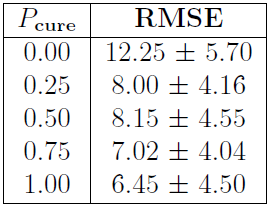 P_cure RMSE
0.00 12.25 ± 5.70
0.25 8.00 ± 4.16
0.50 8.15 ± 4.55
0.75 7.02 ± 4.04
1.00 6.45 ± 4.50